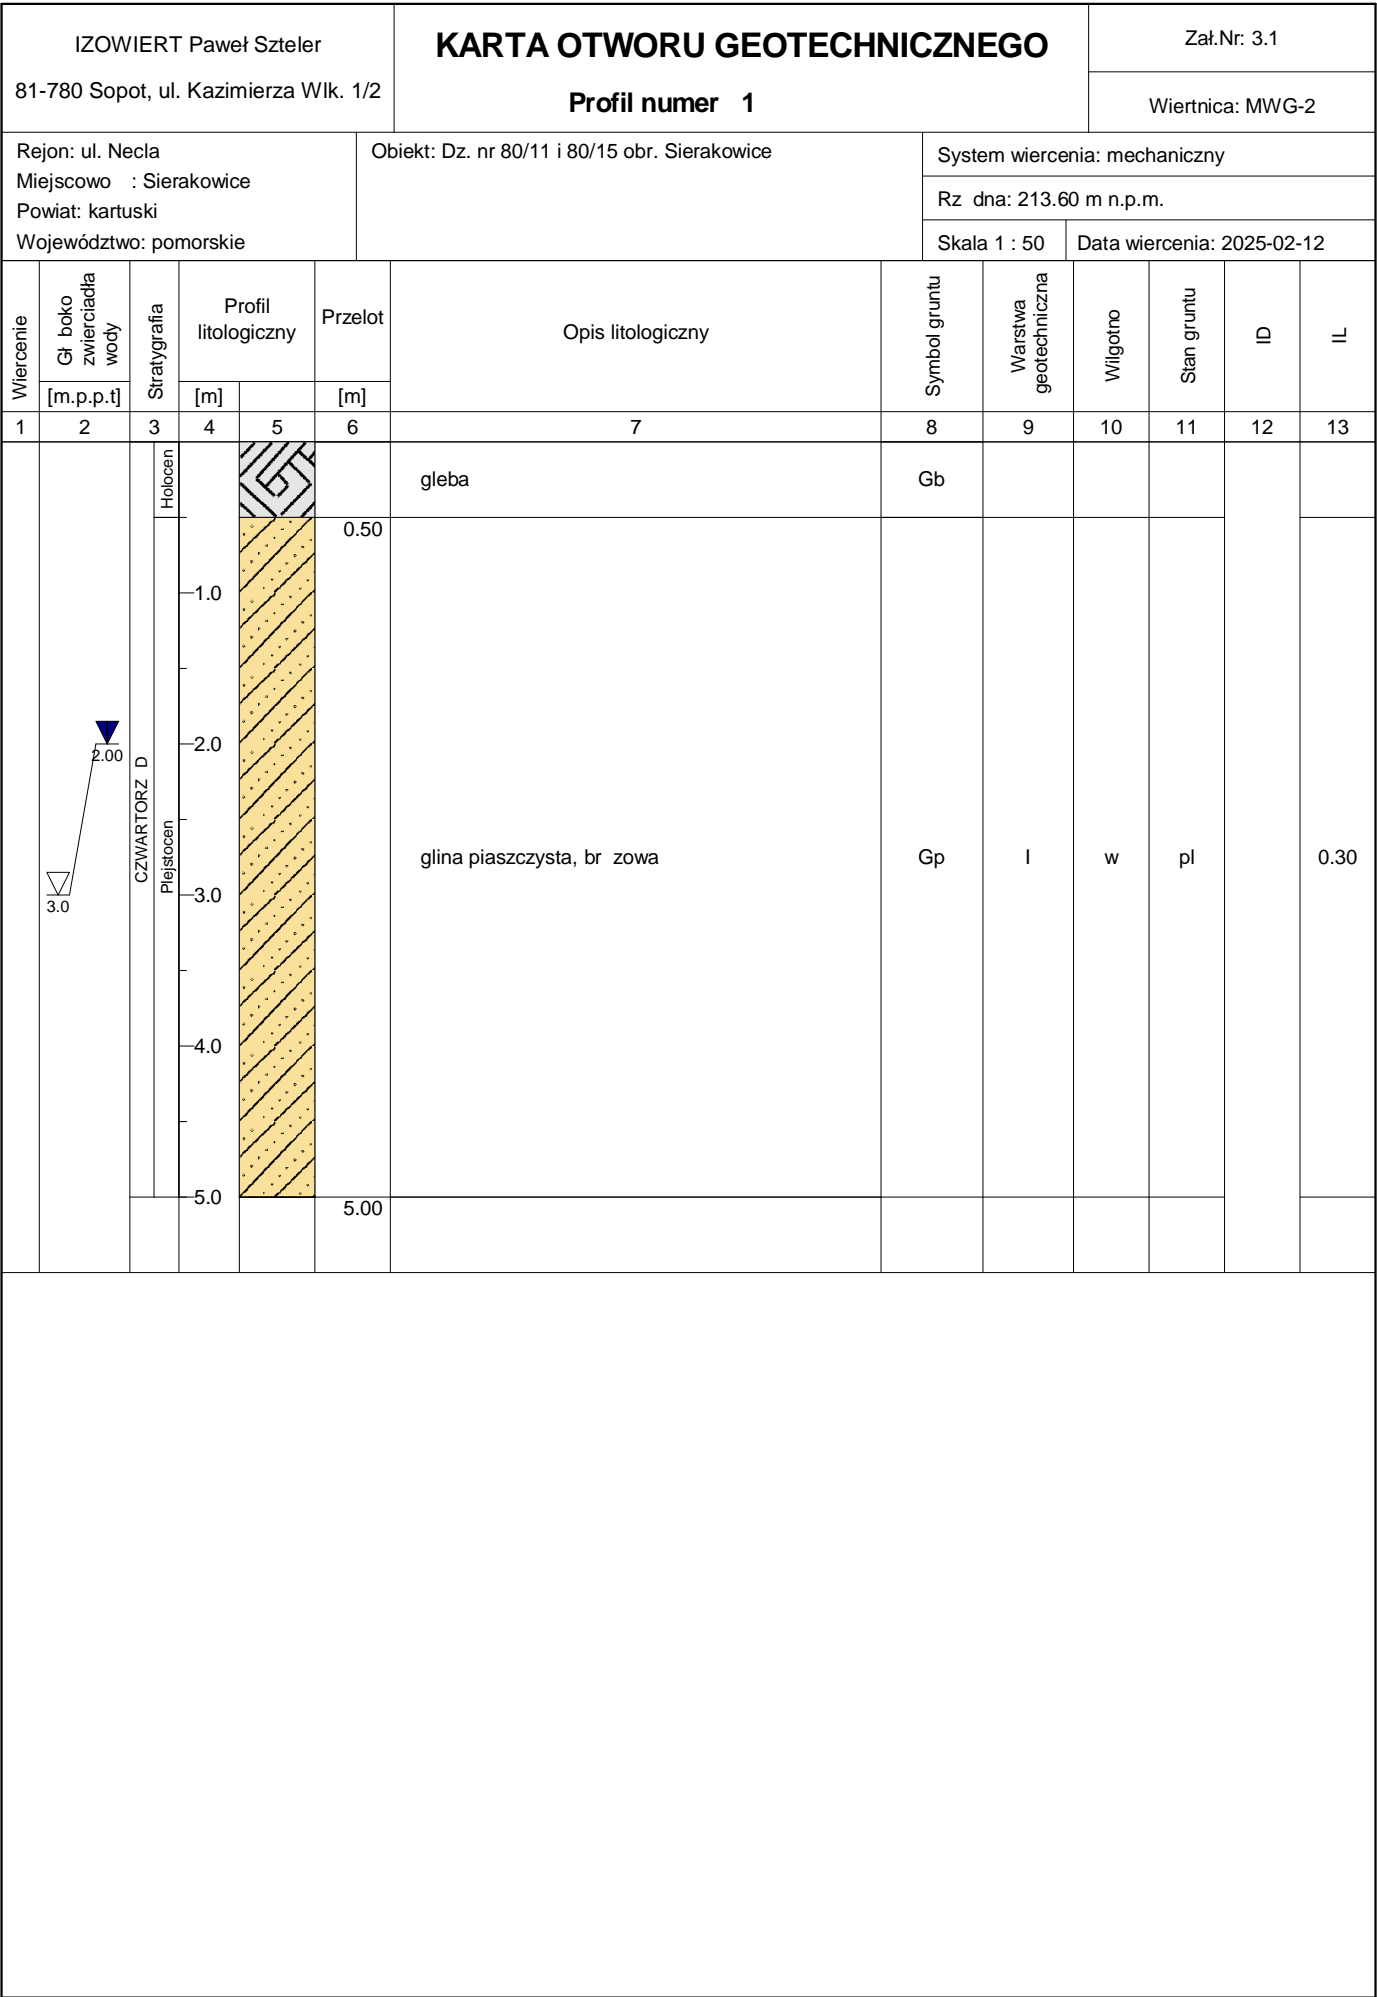 IZOWIERT Paweł Szteler
81-780 Sopot, ul. Kazimierza Wlk. 1/2
KARTA OTWORU GEOTECHNICZNEGO
Profil numer 1
Zał.Nr: 3.1
Wiertnica: MWG-2
Rejon: ul. Necla
Miejscowo : Sierakowice
Powiat: kartuski
Województwo: pomorskie
Obiekt: Dz. nr 80/11 i 80/15 obr. Sierakowice
System wiercenia: mechaniczny
Rz dna: 213.60 m n.p.m.
Skala 1 : 50
Data wiercenia: 2025-02-12
Wiercenie
Gł boko
zwierciadła
wody
[m.p.p.t]
Stratygrafia
Profil
litologiczny
[m]
Przelot
[m]
Opis litologiczny
Symbol gruntu
Warstwa
geotechniczna
Wilgotno
Stan gruntu
ID
IL
1 2 3 4 5 6 7 8 9 10 11 12 13
Holocen
gleba
Gb
0.50
1.0
2.0
2.00
CZWARTORZ D
Plejstocen
glina piaszczysta, br zowa
Gp
I
w
pl
0.30
3.0
3.0
4.0
5.0
5.00